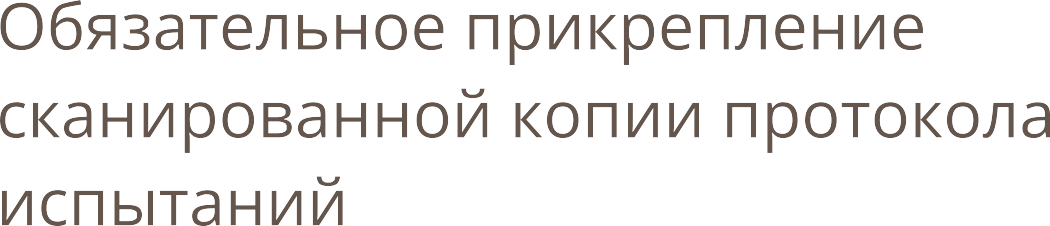 Обязательное прикрепление
сканированной копии протокола
испытаний